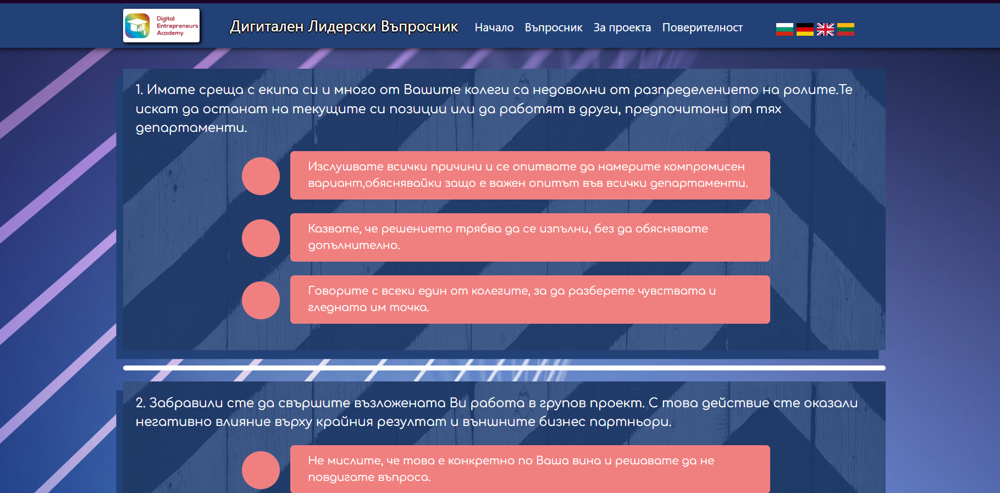 Digital
Entrepreneurs
Academy
Дигитален Лидерски Въпросник
Начало Въпросник За проекта Поверителност
1. Имате среща с екипа си и много от Вашите колеги са недоволни от разпределението на ролите.Те
искат да останат на текущите си позиции или да работят в други, предпочитани от тях
департаменти.
Изслушвате всички причини и се опитвате да намерите компромисен
вариант,обяснявайки защо е важен опитът във всички департаменти.
Казвате, че решението трябва да се изпълни, без да обяснявате
допълнително.
Говорите с всеки един от колегите, за да разберете чувствата и
гледната им точка.
2. Забравили сте да свършите възложената Ви работа в групов проект. С това действие сте оказали
негативно влияние върху крайния резултат и външните бизнес партньори.
Не мислите, че това е конкретно по Ваша вина и решавате да не
повдигате въпроса.